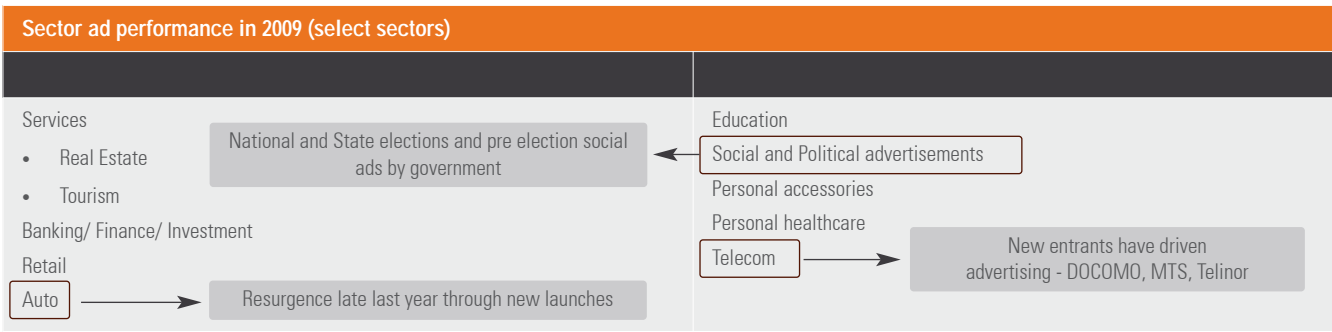 Sector ad performance in 2009 (select sectors)
Services
• Real Estate
• Tourism
Banking/ Finance/ Investment
Retail
Auto
National and State elections and pre election social
ads by government
Resurgence late last year through new launches
Education
Social and Political advertisements
Personal accessories
Personal healthcare
Telecom
New entrants have driven
advertising - DOCOMO, MTS, Telinor